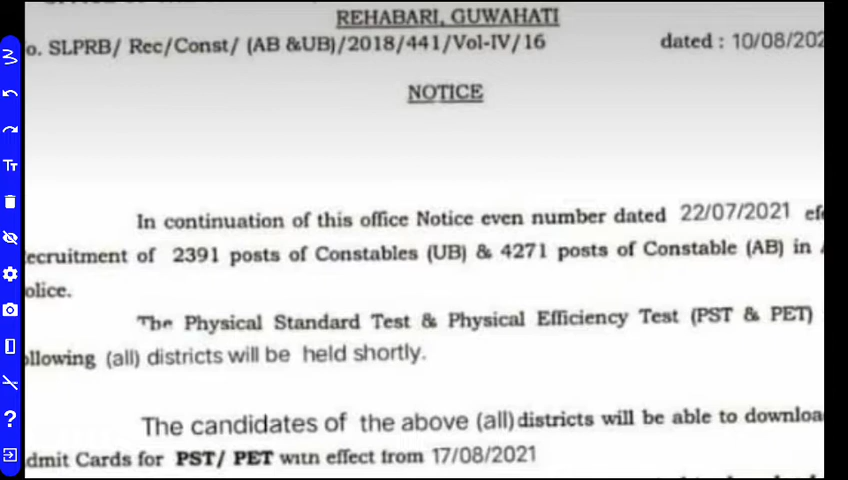 REHABARI, GUWAHATI
o. SLPRB/ Rec/Const/ (AB &UB)/2018/441/Vol-IV/16 dated : 10/08/202
NOTICE
In continuation of this office Notice even number dated 22/07/2021
ecruitment of 2391 posts of Constables (UB) & 4271 posts of Constable (AB) in
olice.
The Physical Standard Test & Physical Efficiency Test (PST & PET)
ollowing (all) districts will be held shortly.
The candidates of the above (all) districts will be able to downloa
dmit Cards for PST/ PET with effect from 17/08/2021